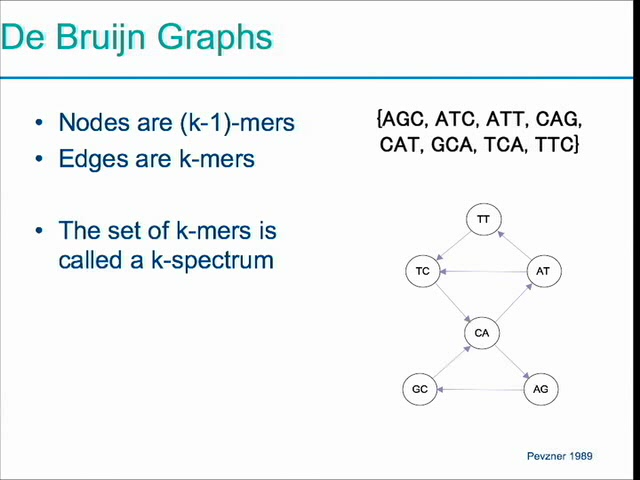 De Bruijn Graphs
• Nodes are (k-1)-mers
• Edges are k-mers
• The set of k-mers is
called a k-spectrum
{AGC, ATC, ATT, CAG,
CAT, GCA, TCA, TTC}
TT
TC
AT
CA
GC
AG
Pevzner 1989